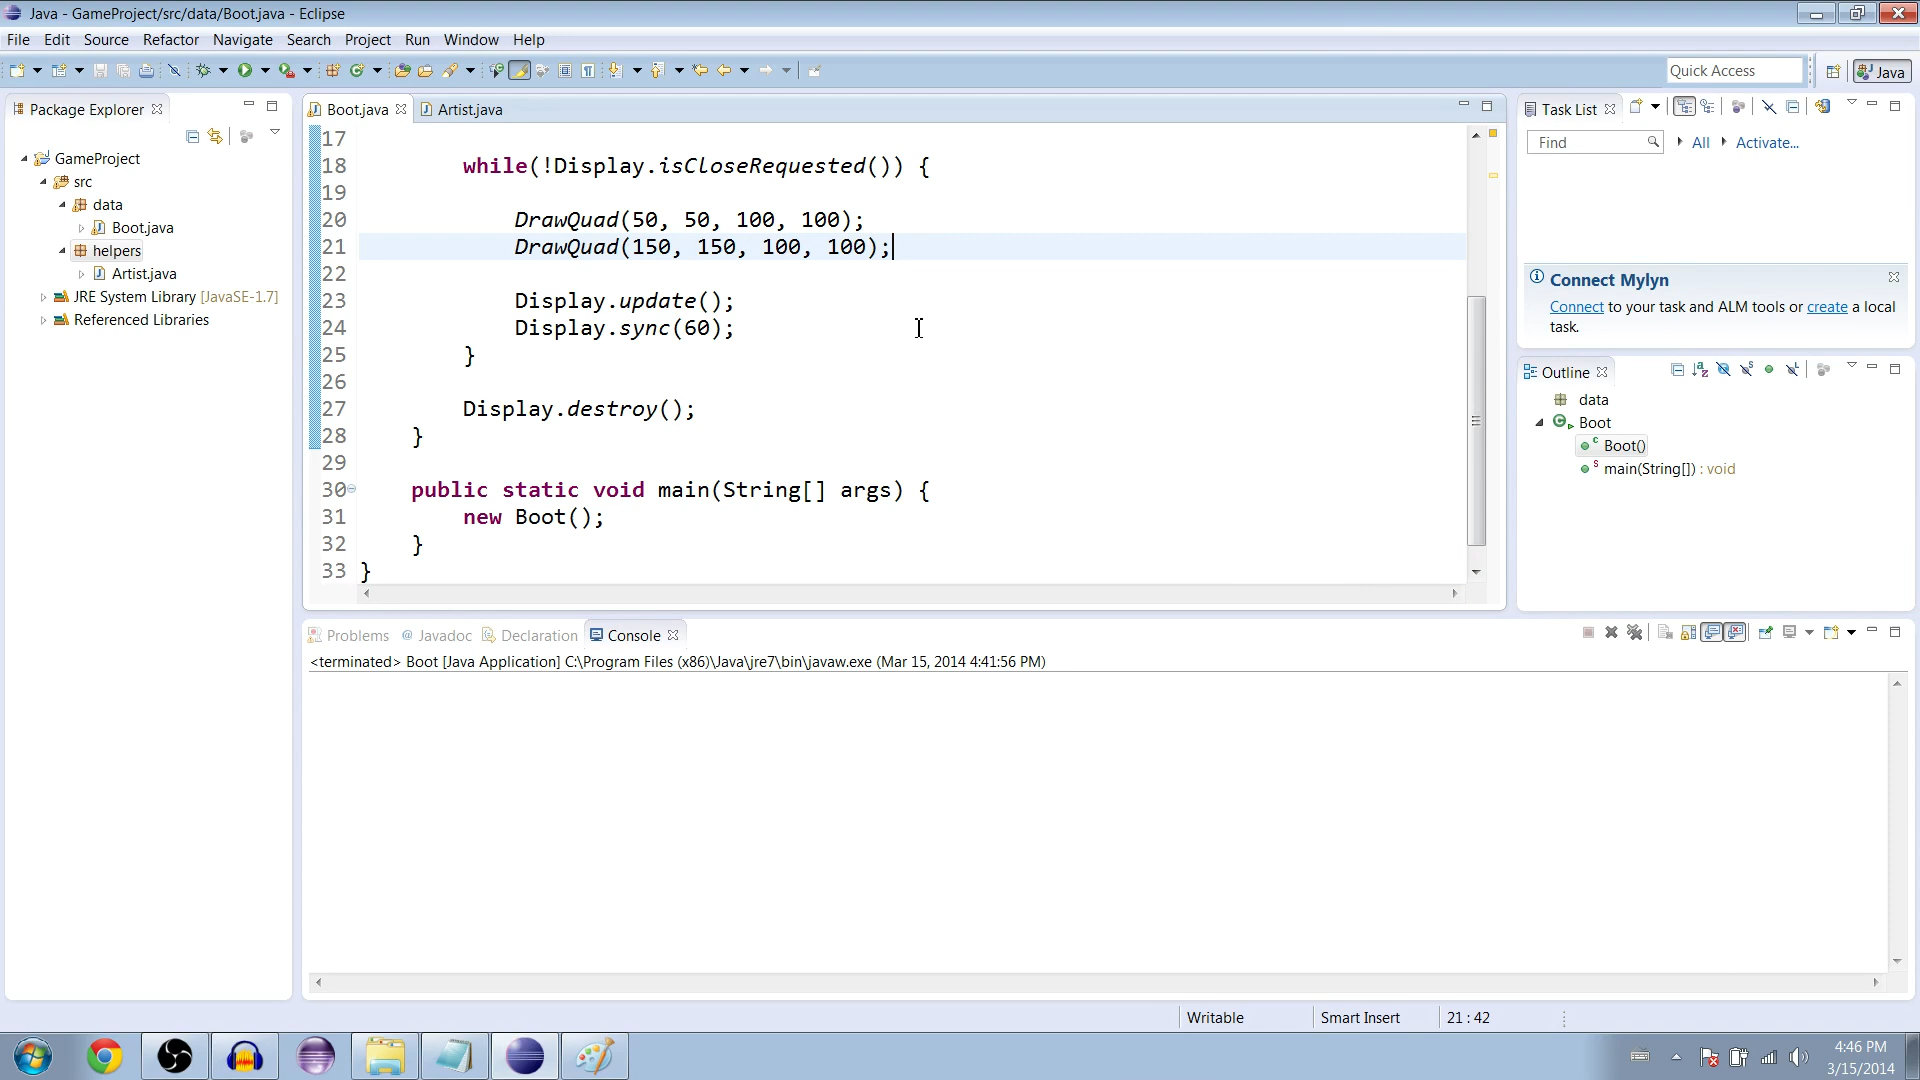 Java - GameProject/src/data/Boot.java - Eclipse
File Edit Source Refactor Navigate Search Project Run Window Help
Quick Access
Java
Package Explorer
GameProject
src
data
Boot.java
helpers
Artist.java
JRE System Library [JavaSE-1.7]
Referenced Libraries
Boot.java
Artist.java
17
18 while(!Display.isCloseRequested()) {
19
20 DrawQuad(50, 50, 100, 100);
21 DrawQuad(150, 150, 100, 100);
22
23 Display.update();
24 Display.sync(60);
25 }
26
27 Display.destroy();
28 }
29
30 public static void main(String[] args) {
31 new Boot();
32 }
33 }
Task List
Find
All
Activate...
Connect Mylyn
Connect to your task and ALM tools or create a local
task.
Outline
data
Boot
Boot()
main(String[]) : void
Problems @ Javadoc Declaration Console
<terminated> Boot [Java Application] C:\Program Files (x86)\Java\jre7\bin\javaw.exe (Mar 15, 2014 4:41:56 PM)
Writable
Smart Insert
21 : 42
4:46 PM
3/15/2014